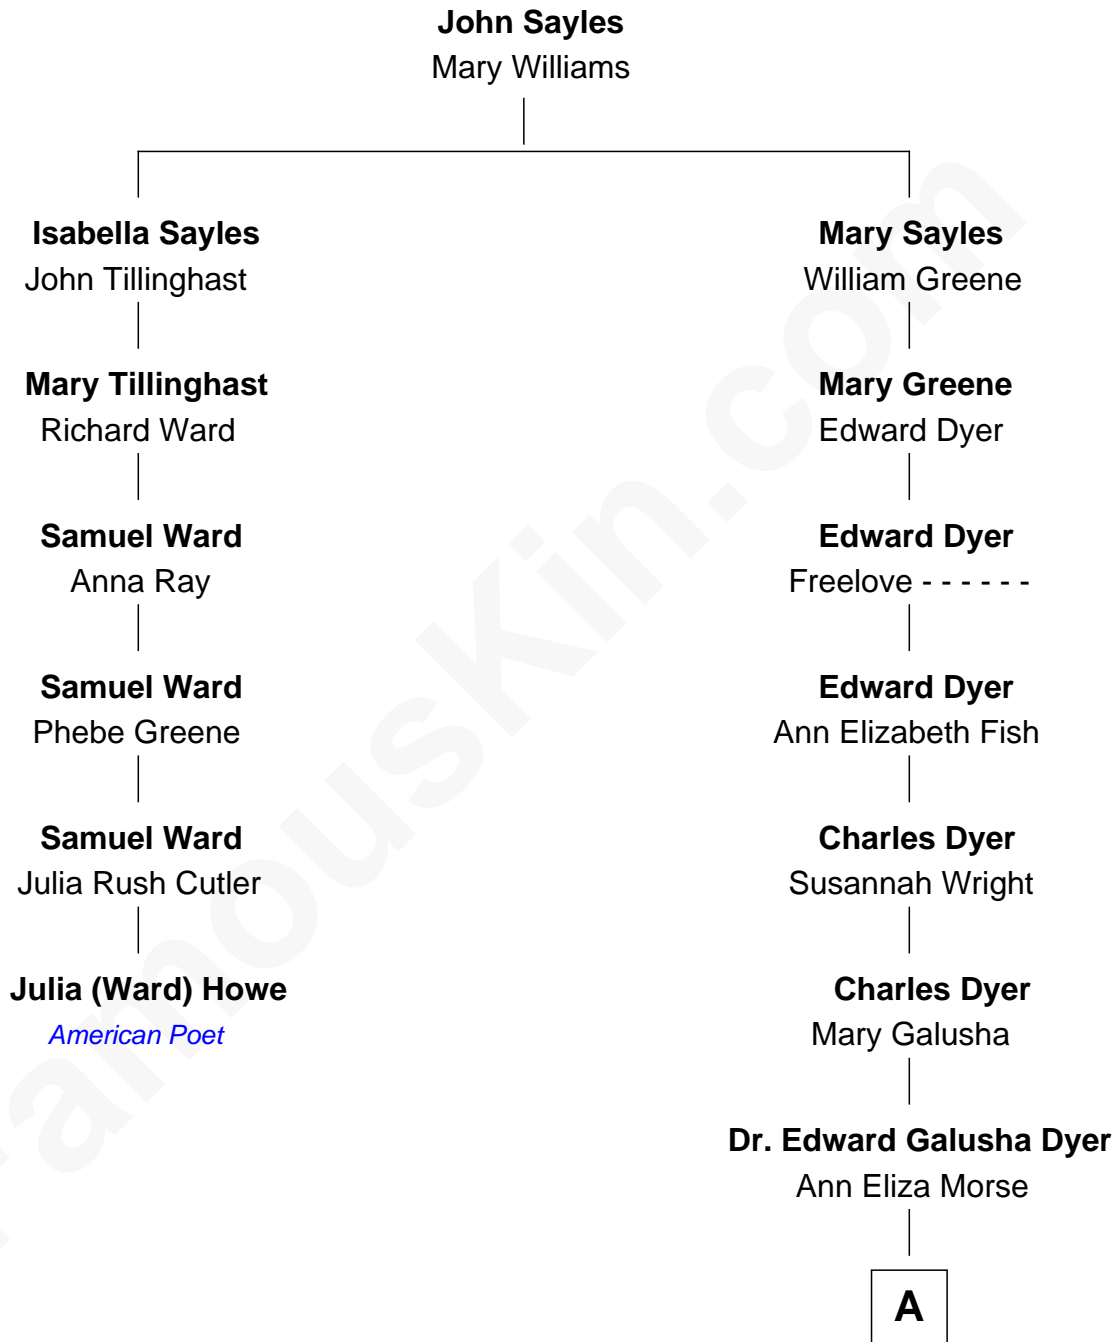 John Sayles
Mary Williams
Isabella Sayles
John Tillinghast
Mary Sayles
William Greene
Mary Tillinghast
Richard Ward
Mary Greene
Edward Dyer
Samuel Ward
Anna Ray
Edward Dyer
Freelove - - - - - -
Samuel Ward
Phebe Greene
Edward Dyer
Ann Elizabeth Fish
Samuel Ward
Julia Rush Cutler
Charles Dyer
Susannah Wright
Julia (Ward) Howe
American Poet
Charles Dyer
Mary Galusha
Dr. Edward Galusha Dyer
Ann Eliza Morse
A
FamousKin.com